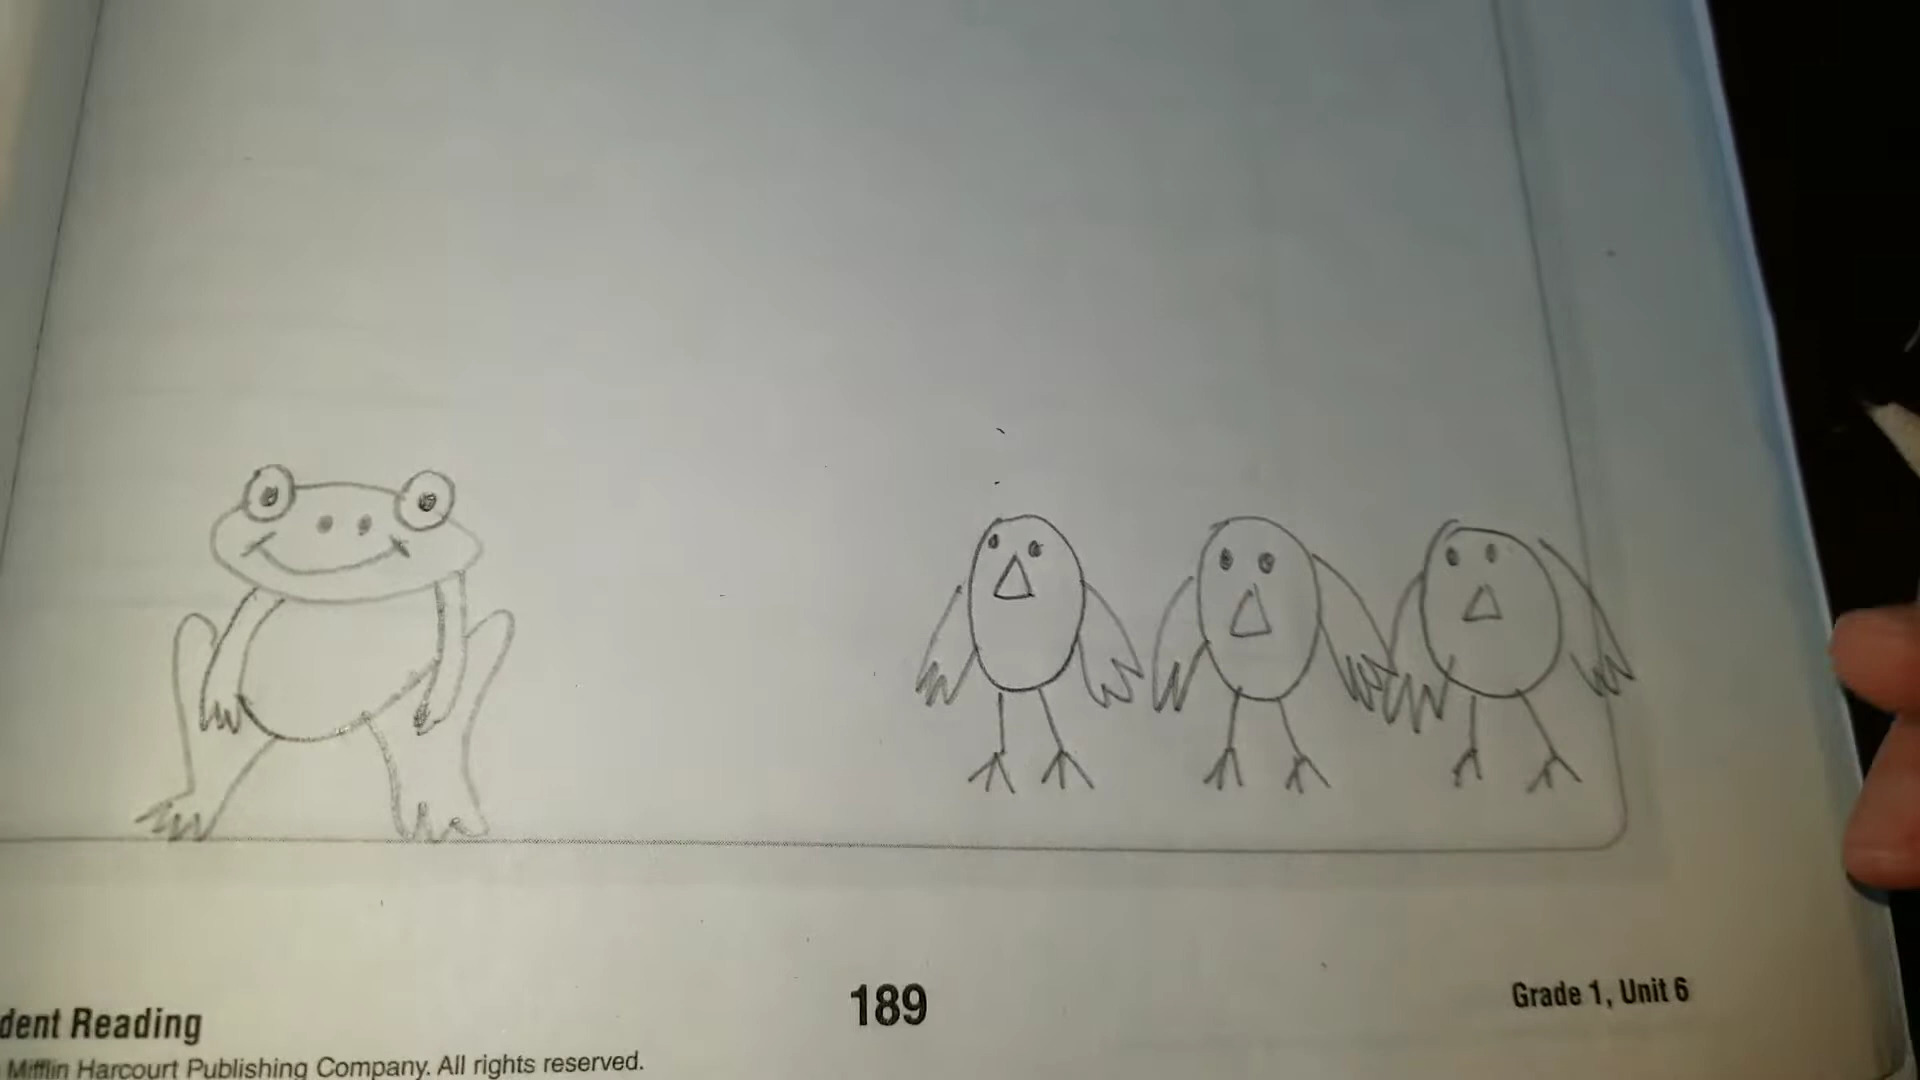 189
Grade 1, Unit 6
dent Reading
Mifflin Harcourt Publishing Company. All rights reserved.